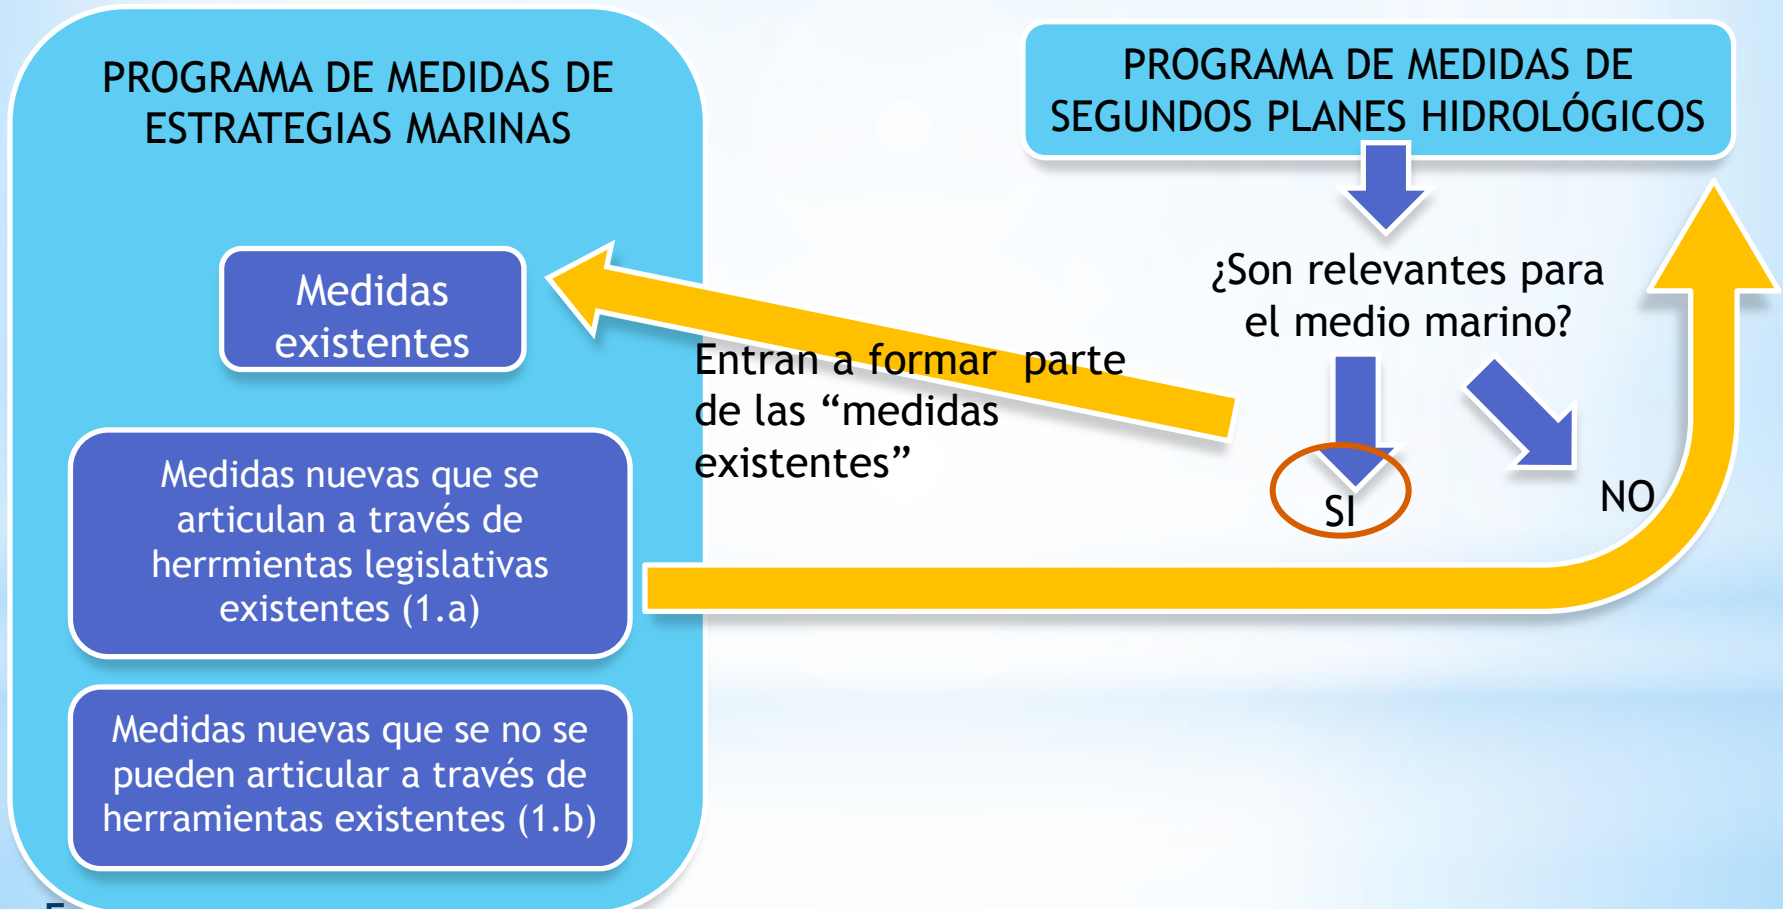 PROGRAMA DE MEDIDAS DE
ESTRATEGIAS MARINAS
Medidas
existentes
Medidas nuevas que se
articulan a través de
herrmientas legislativas
existentes (1.a)
Medidas nuevas que se no se
pueden articular a través de
herramientas existentes (1.b)
Entran a formar parte
de las “medidas
existentes”
PROGRAMA DE MEDIDAS DE
SEGUNDOS PLANES HIDROLÓGICOS
¿Son relevantes para
el medio marino?
SI
NO